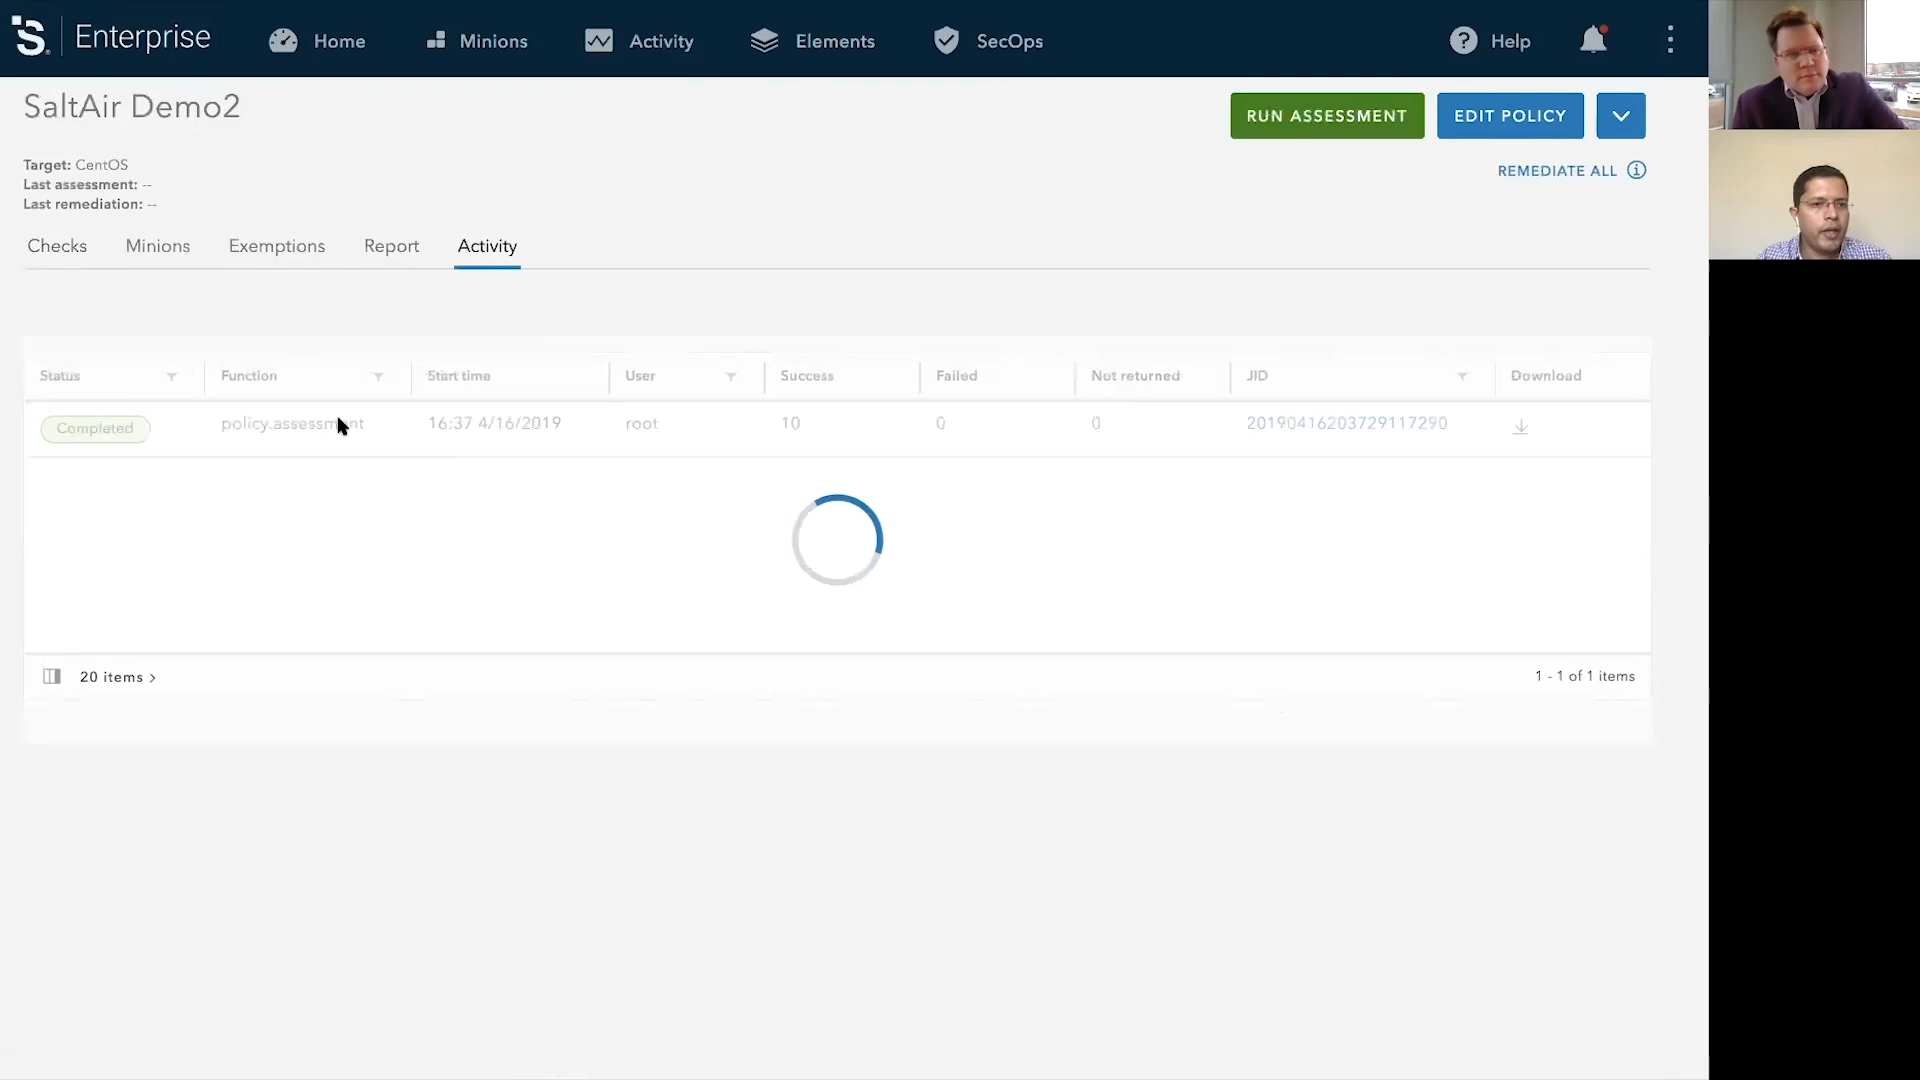 S Enterprise Home Minions Activity Elements SecOps ? Help
SaltAir Demo2
RUN ASSESSMENT EDIT POLICY
Target: CentOS
REMEDIATE ALL
Last assessment: --
Last remediation: --
Checks Minions Exemptions Report Activity
Status Function Start time User Success Failed Not returned JID Download
Completed policy.assessment 16:37 4/16/2019 root 10 0 0 20190416203729117290
20 items > 1 - 1 of 1 items